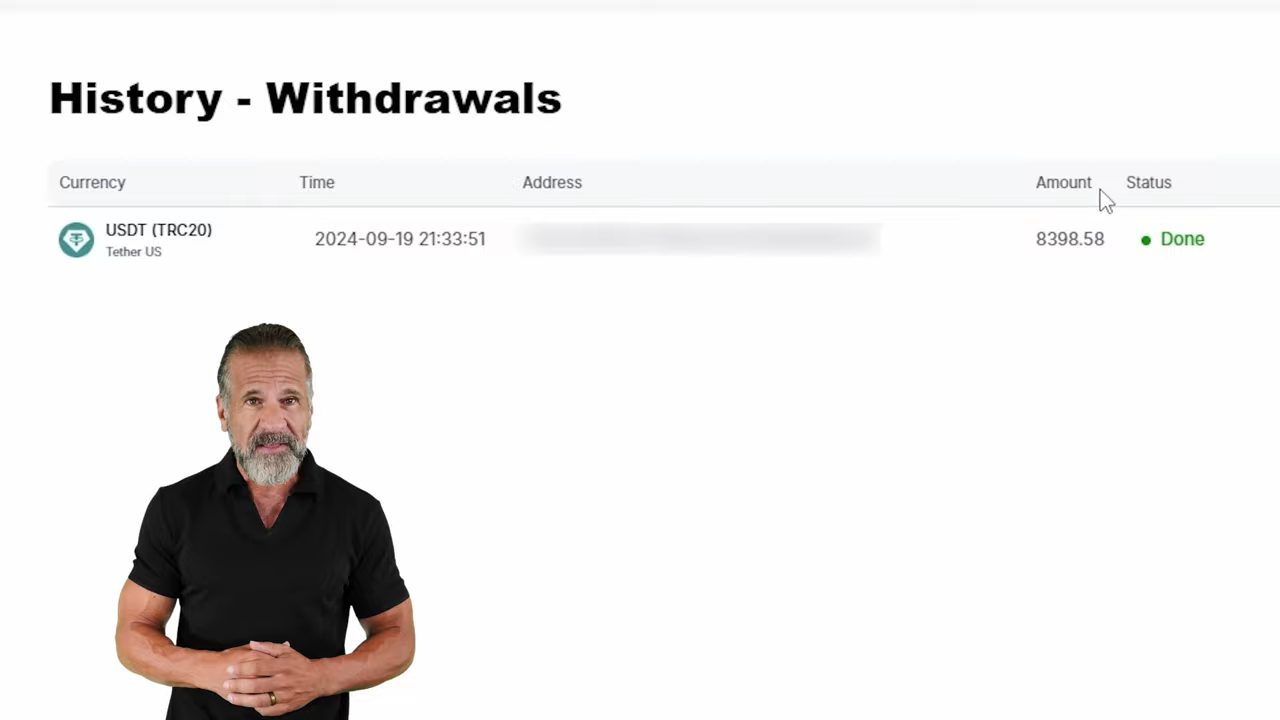 History - Withdrawals
Currency Time Address Amount Status
USDT (TRC20) 2024-09-19 21:33:51 8398.58 Done
Tether US